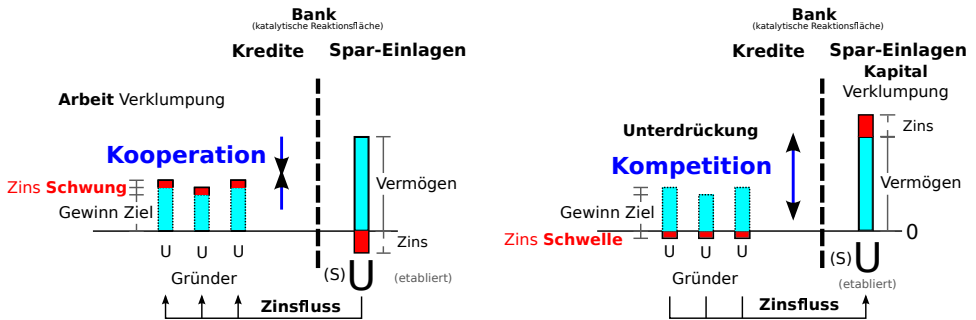 Bank
(katalytische Reaktionsfläche)
Kredite
Spar-Einlagen
Arbeit Verklumpung
Kooperation
Zins Schwung
Gewinn Ziel
Vermögen
Zins
U U U
Gründer
(S) U
(etabliert)
Zinsfluss
Bank
(katalytische Reaktionsfläche)
Kredite
Spar-Einlagen
Kapital
Verklumpung
Unterdrückung
Zins
Kompetition
Vermögen
Gewinn Ziel
Zins Schwelle
0
U U U
Gründer
(S) U
(etabliert)
Zinsfluss